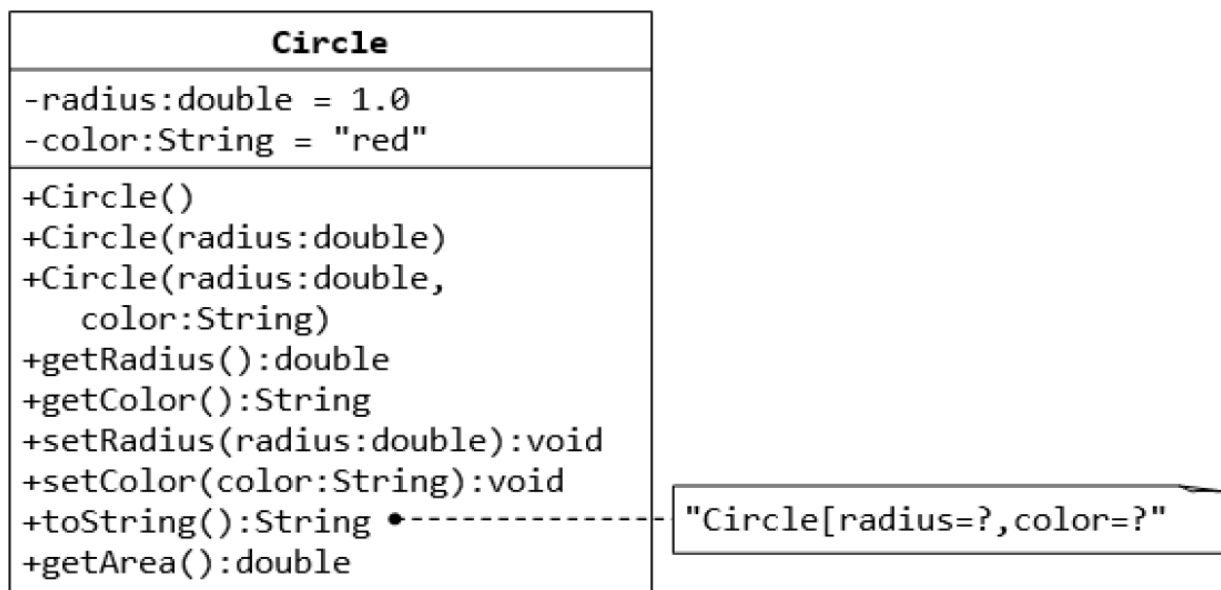 Circle
-radius:double = 1.0
-color:String = "red"
+Circle()
+Circle(radius:double)
+Circle(radius:double,
color:String)
+getRadius():double
+getColor():String
+setRadius(radius:double):void
+setColor(color:String):void
+toString():String
"Circle[radius=?,color=?"
+getArea():double